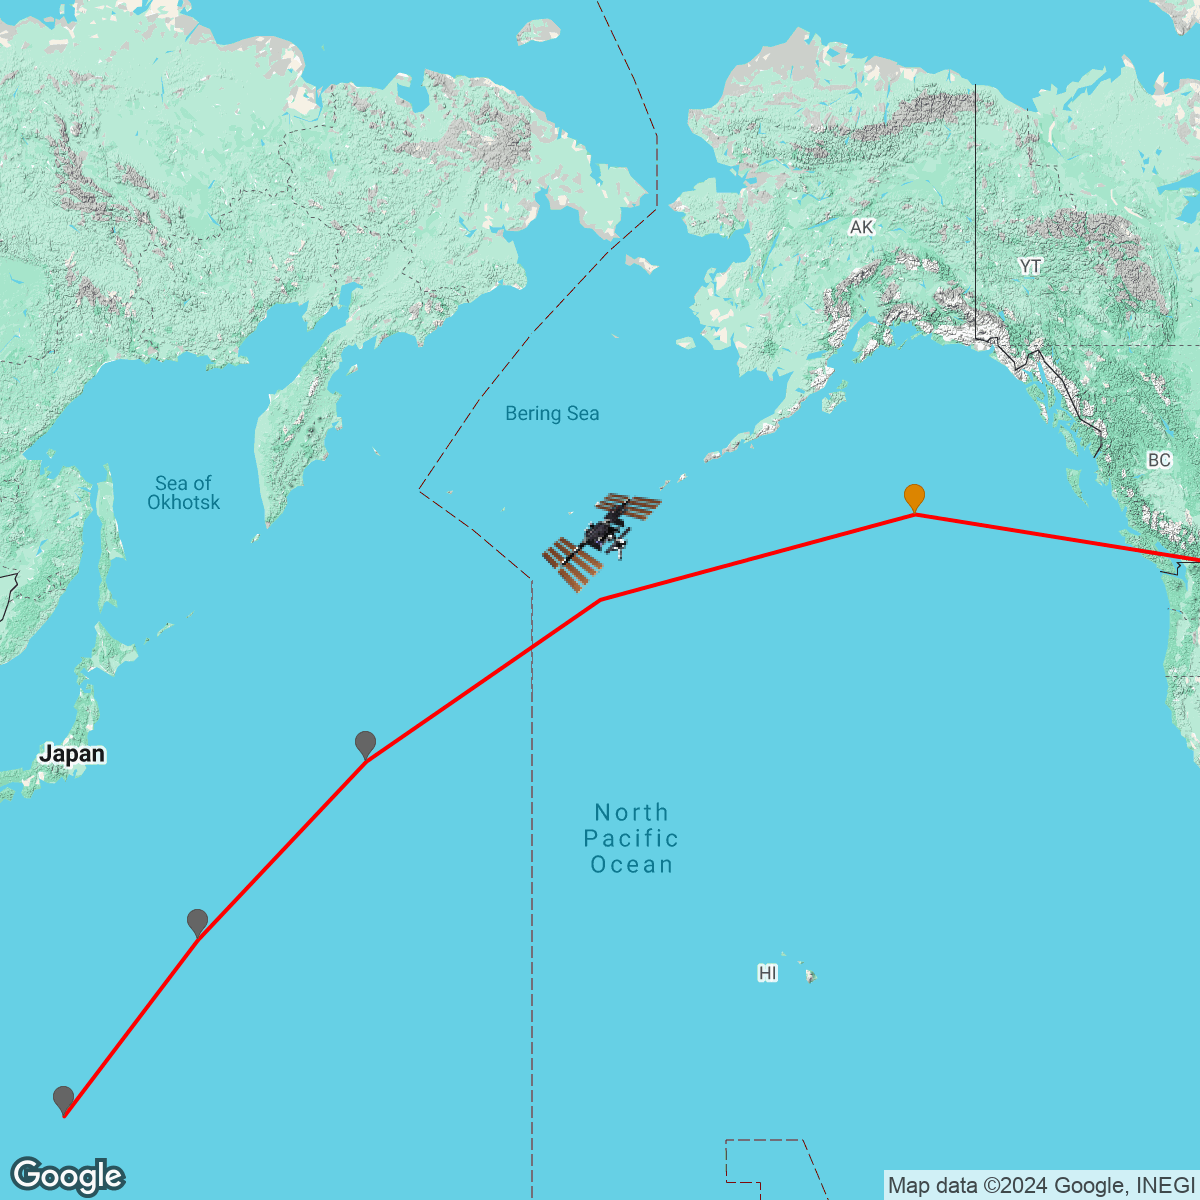 AK
YT
Bering Sea
BC
Sea of
Okhotsk
Japan
North
Pacific
Ocean
HI
Google
Map data ©2024 Google, INEGI